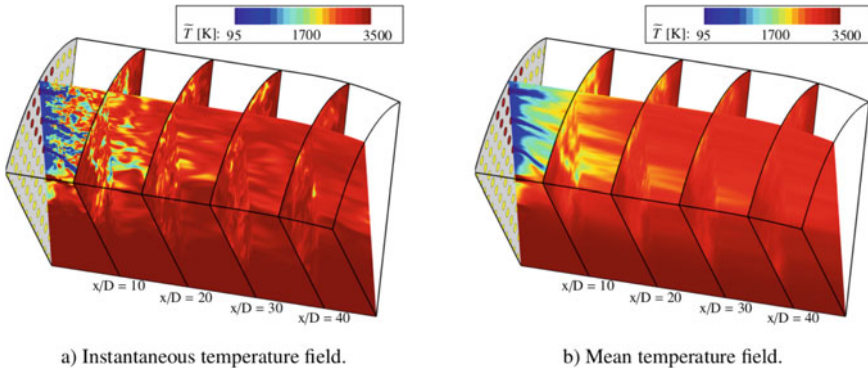 T̃ [K]: 95 1700 3500
T̃ [K]: 95 1700 3500
x/D = 10
x/D = 20
x/D = 30
x/D = 40
x/D = 10
x/D = 20
x/D = 30
x/D = 40
a) Instantaneous temperature field.
b) Mean temperature field.